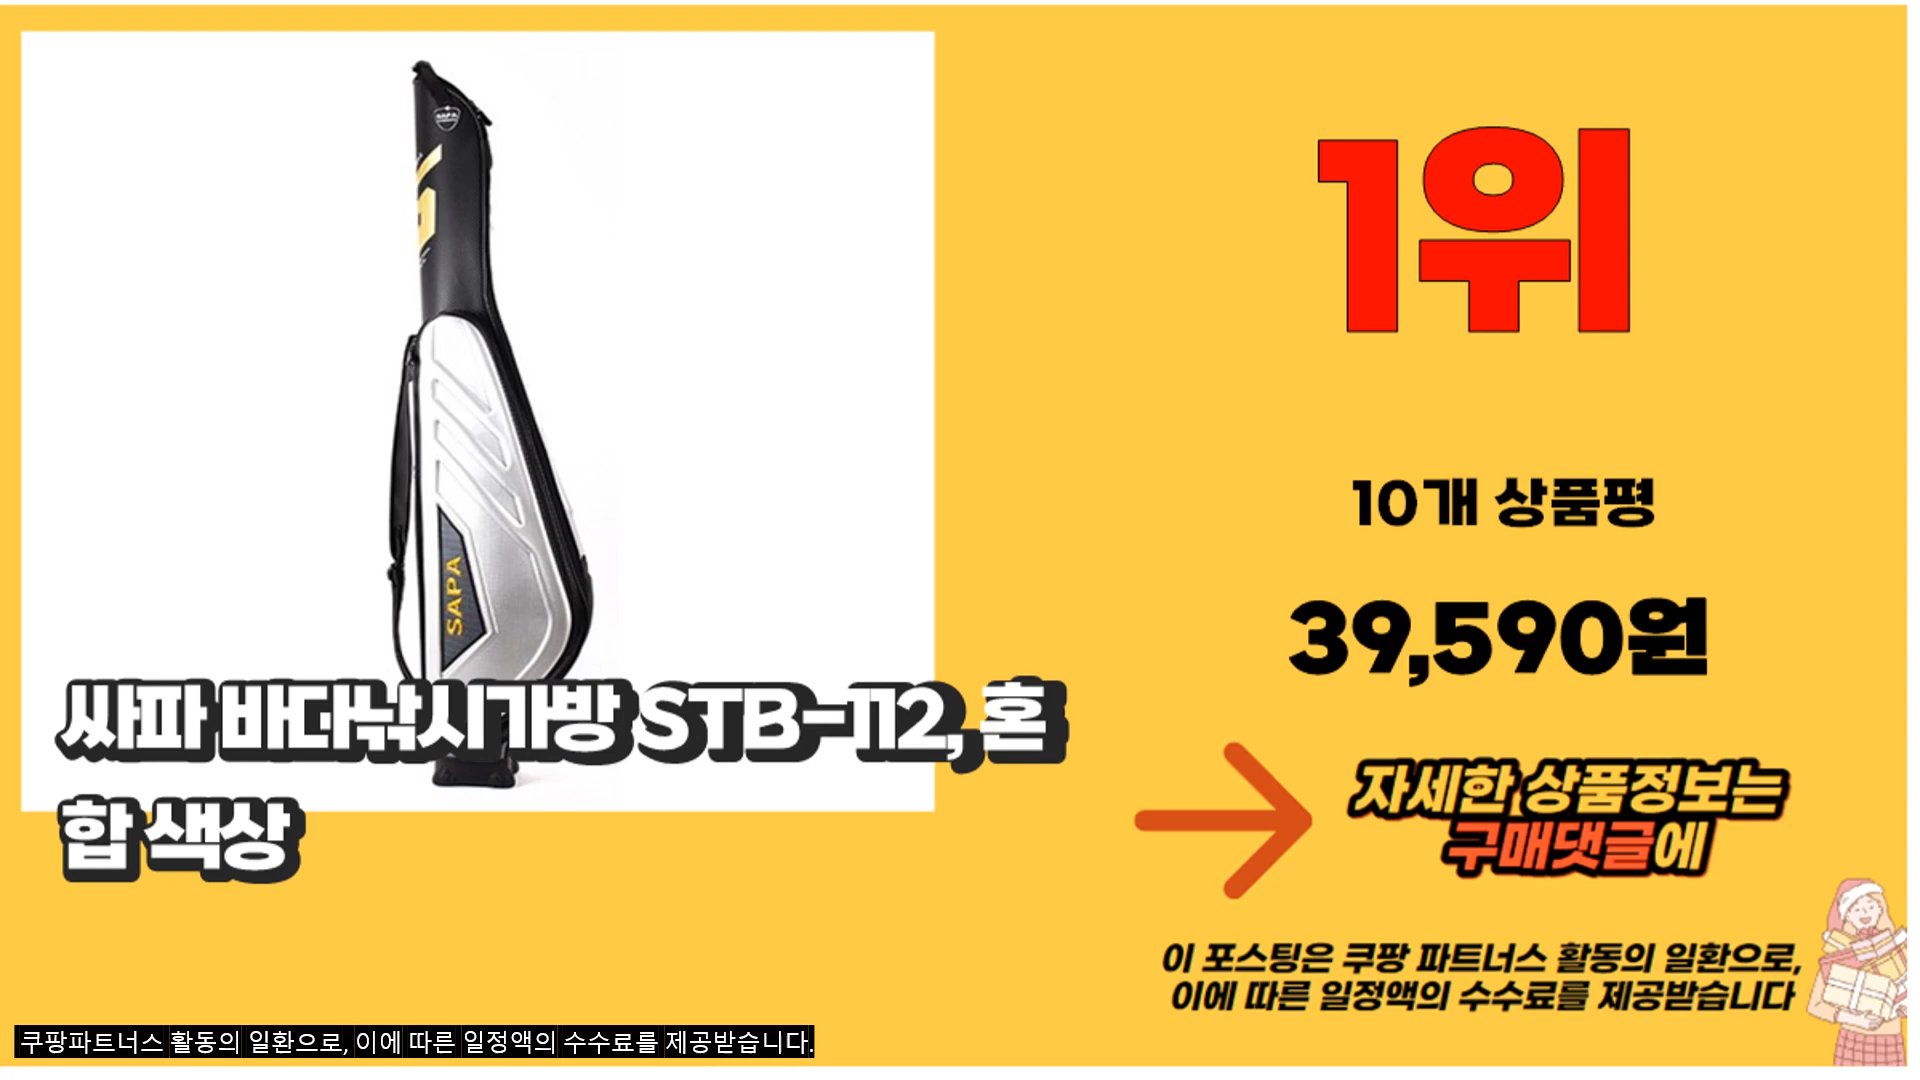 SAPA
SAPA
1위
10개 상품평
39,590원
싸파 바다낚시가방 STB-112, 혼
합 색상
자세한 상품정보는
구매댓글에
이 포스팅은 쿠팡 파트너스 활동의 일환으로,
이에 따른 일정액의 수수료를 제공받습니다
쿠팡파트너스 활동의 일환으로, 이에 따른 일정액의 수수료를 제공받습니다.